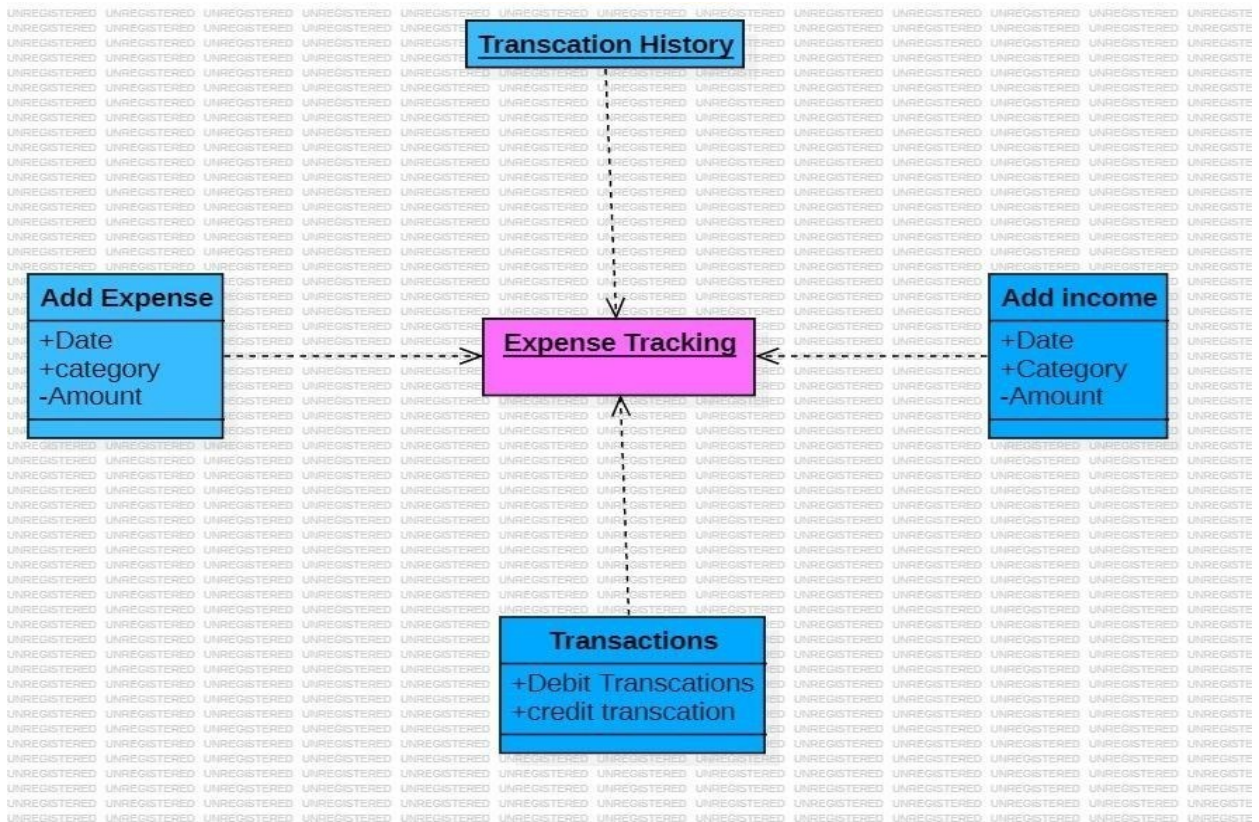 Transcation History
Add Expense
+Date
+category
-Amount
Expense Tracking
Add income
+Date
+Category
-Amount
Transactions
+Debit Transcations
+credit transcation
UNREGISTERED